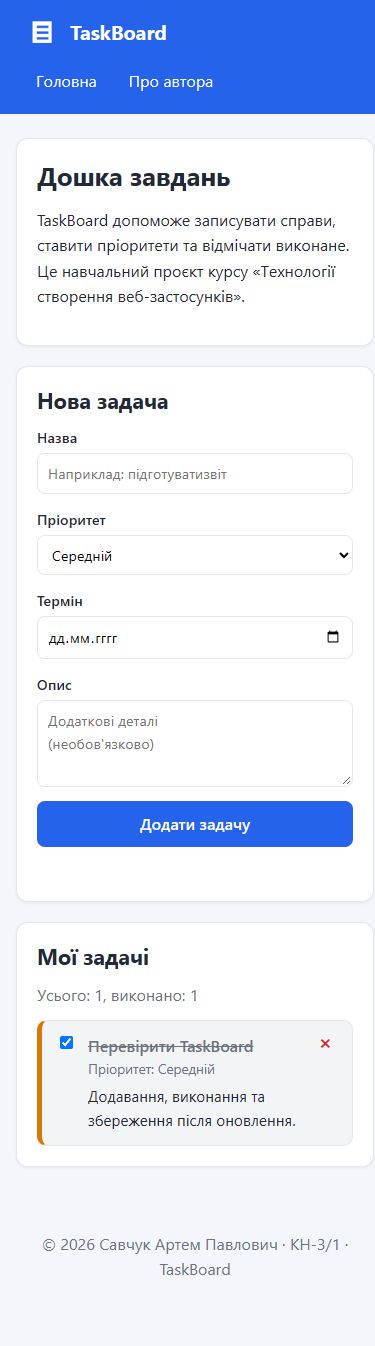 TaskBoard
Головна Про автора
Дошка завдань
TaskBoard допоможе записувати справи,
ставити пріоритети та відмічати виконане.
Це навчальний проєкт курсу «Технології
створення веб-застосунків».
Нова задача
Назва
Наприклад: підготуватизвіт
Пріоритет
Середній
Термін
дд.мм.гггг
Опис
Додаткові деталі
(необов'язково)
Додати задачу
Мої задачі
Усього: 1, виконано: 1
Перевірити TaskBoard ×
Пріоритет: Середній
Додавання, виконання та
збереження після оновлення.
© 2026 Савчук Артем Павлович · КН-3/1 ·
TaskBoard